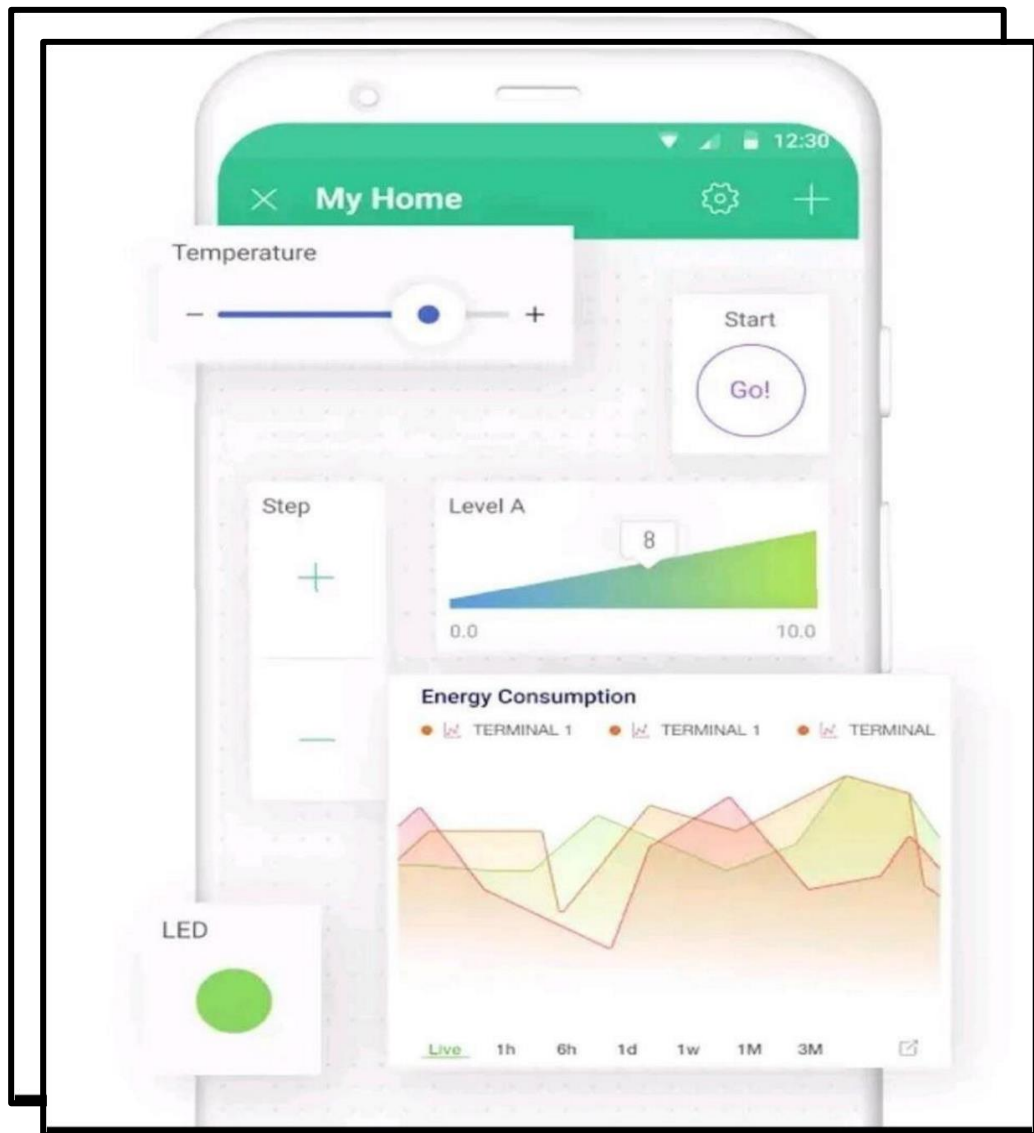 12:30
My Home
Temperature
- +
Start
Go!
Step
+
-
Level A
8
0.0 10.0
Energy Consumption
TERMINAL 1 TERMINAL 1 TERMINAL
LED
Live 1h 6h 1d 1w 1M 3M